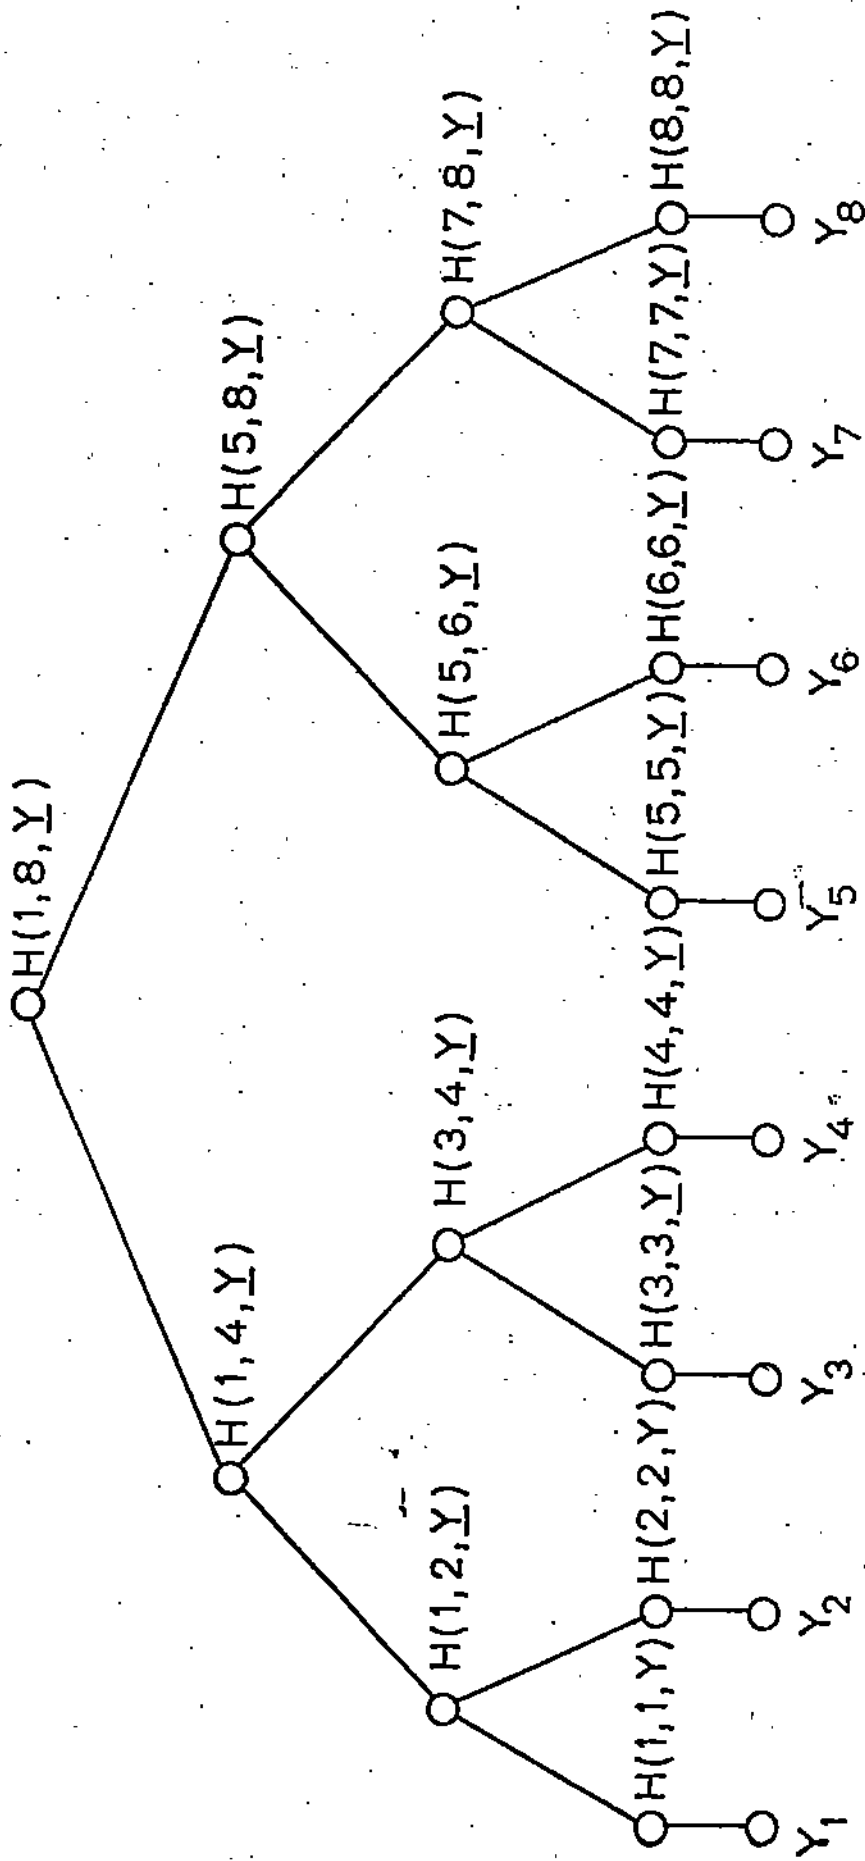 H(1,8,Y)
H(1,4,Y)
H(5,8,Y)
H(1,2,Y)
H(3,4,Y)
H(5,6,Y)
H(7,8,Y)
H(1,1,Y)
H(2,2,Y)
H(3,3,Y)
H(4,4,Y)
H(5,5,Y)
H(6,6,Y)
H(7,7,Y)
H(8,8,Y)
Y1
Y2
Y3
Y4
Y5
Y6
Y7
Y8